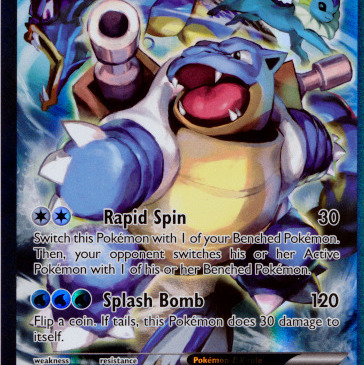 Rapid Spin 30
Switch this Pokémon with 1 of your Benched Pokémon.
Then, your opponent switches his or her Active
Pokémon with 1 of his or her Benched Pokémon.
Splash Bomb 120
Flip a coin. If tails, this Pokémon does 30 damage to
itself.
weakness resistance Pokémon